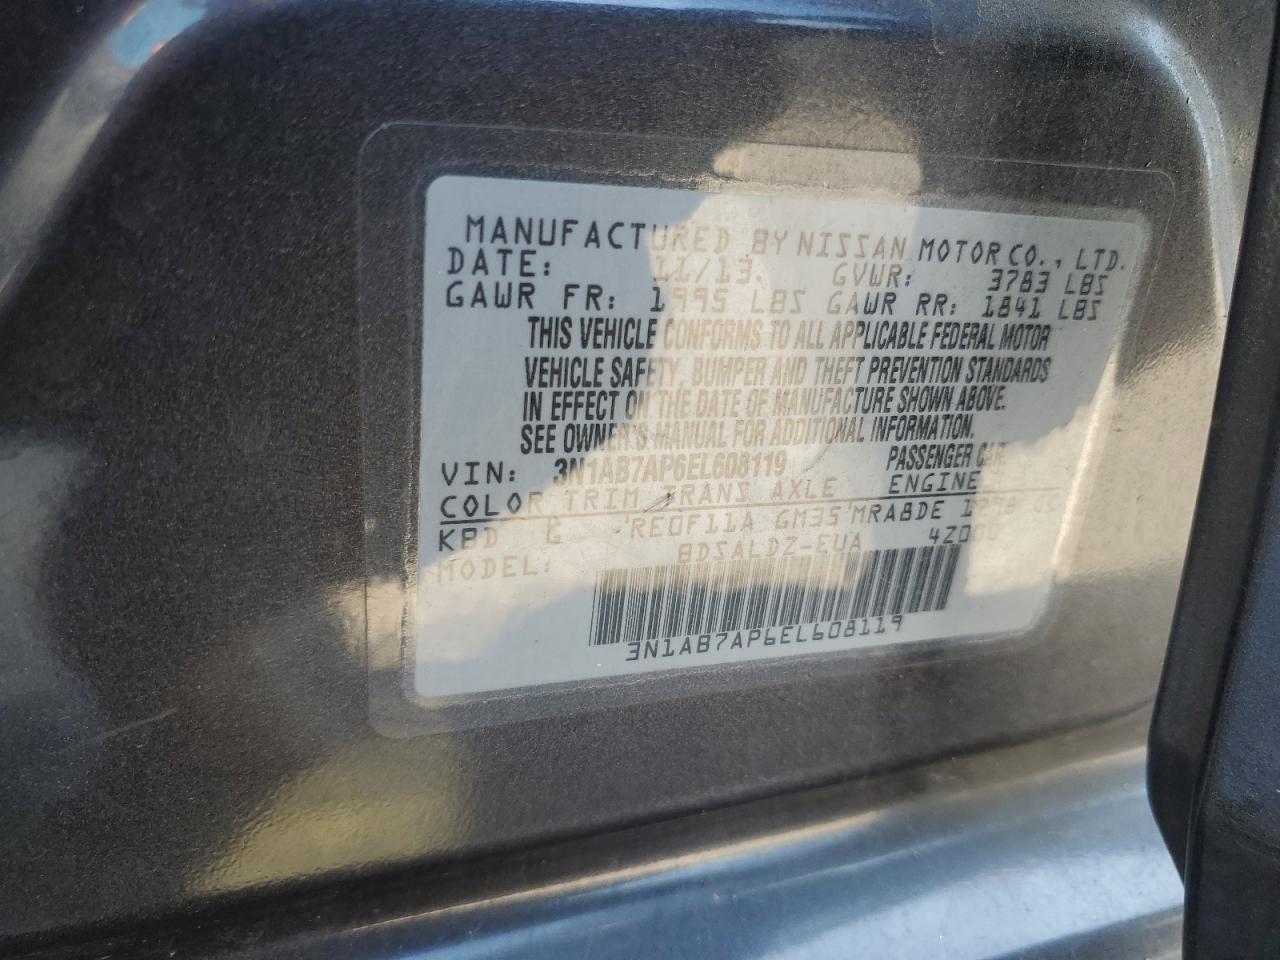 MANUFACTURED BY NISSAN MOTOR CO., LTD.
DATE: 11/13 GVWR: 3783 LBS
GAWR FR: 1995 LBS GAWR RR: 1841 LBS
THIS VEHICLE CONFORMS TO ALL APPLICABLE FEDERAL MOTOR
VEHICLE SAFETY, BUMPER AND THEFT PREVENTION STANDARDS
IN EFFECT ON THE DATE OF MANUFACTURE SHOWN ABOVE.
SEE OWNER'S MANUAL FOR ADDITIONAL INFORMATION.
VIN: 3N1AB7AP6EL608119 PASSENGER CAR
COLOR TRIM TRANS AXLE ENGINE
KBD G RE0F11A GM35 MRA8DE 1798 CC
MODEL: BDSALDZ-EUA 4Z000
3N1AB7AP6EL608119